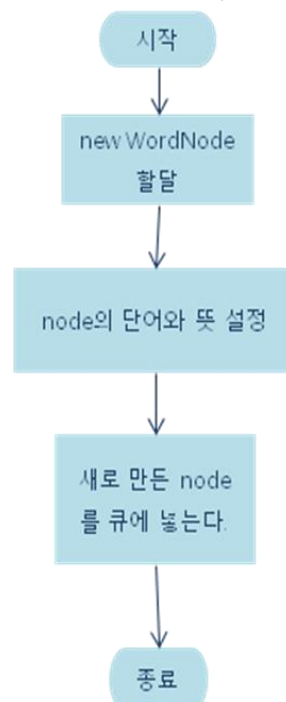 시작
new WordNode
할달
node의 단어와 뜻 설정
새로 만든 node
를 큐에 넣는다.
종료